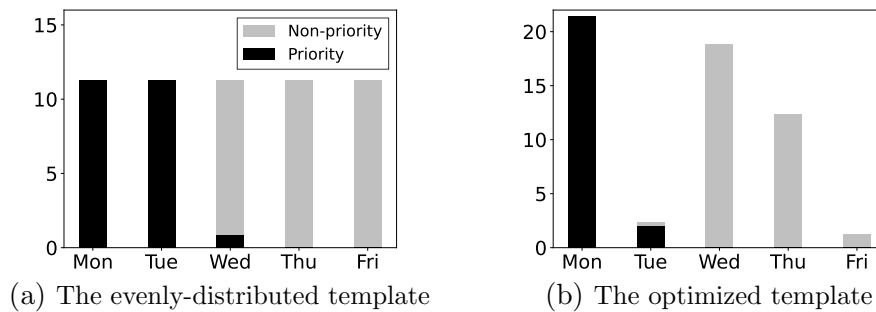 15
10
5
0
Non-priority
Priority
Mon Tue Wed Thu Fri
(a) The evenly-distributed template
20
15
10
5
0
Mon Tue Wed Thu Fri
(b) The optimized template